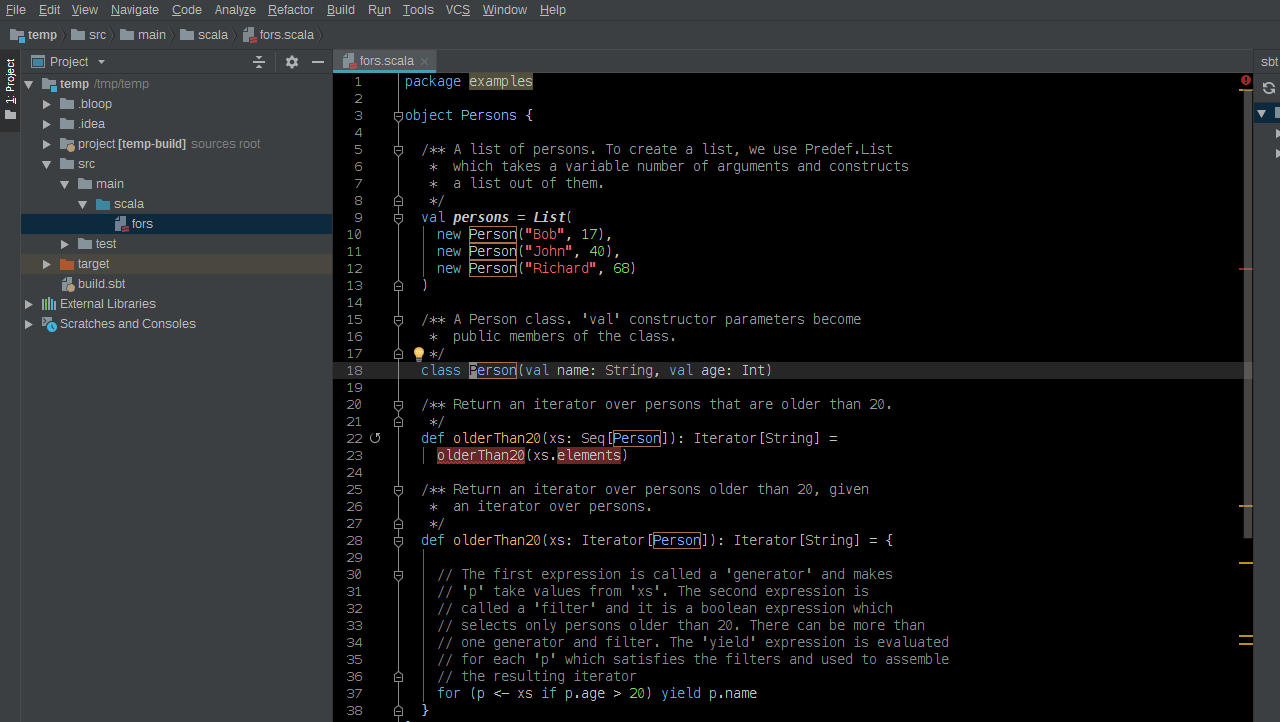 File Edit View Navigate Code Analyze Refactor Build Run Tools VCS Window Help
temp src main scala fors.scala
1: Project
Project
temp /tmp/temp
.bloop
.idea
project [temp-build] sources root
src
main
scala
fors
test
target
build.sbt
External Libraries
Scratches and Consoles
fors.scala
sbt
1 package examples
2
3 object Persons {
4
5 /** A list of persons. To create a list, we use Predef.List
6 * which takes a variable number of arguments and constructs
7 * a list out of them.
8 */
9 val persons = List(
10 new Person("Bob", 17),
11 new Person("John", 40),
12 new Person("Richard", 68)
13 )
14
15 /** A Person class. 'val' constructor parameters become
16 * public members of the class.
17 */
18 class Person(val name: String, val age: Int)
19
20 /** Return an iterator over persons that are older than 20.
21 */
22 def olderThan20(xs: Seq[Person]): Iterator[String] =
23 olderThan20(xs.elements)
24
25 /** Return an iterator over persons older than 20, given
26 * an iterator over persons.
27 */
28 def olderThan20(xs: Iterator[Person]): Iterator[String] = {
29
30 // The first expression is called a 'generator' and makes
31 // 'p' take values from 'xs'. The second expression is
32 // called a 'filter' and it is a boolean expression which
33 // selects only persons older than 20. There can be more than
34 // one generator and filter. The 'yield' expression is evaluated
35 // for each 'p' which satisfies the filters and used to assemble
36 // the resulting iterator
37 for (p <- xs if p.age > 20) yield p.name
38 }